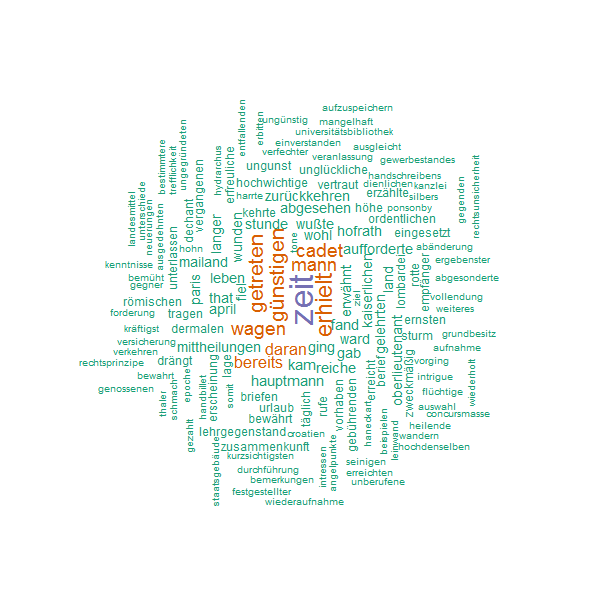 aufzuspeichern
ungünstig
mangelhaft
universitätsbibliothek
entfallenden
erbitten
einverstanden
ausgleicht
verfechter
veranlassung
gewerbestandes
bestimmtere
trefflichkeit
ungegründeten
hydrarchus
erfreuliche
ungunst
unglückliche
handschreibens
hochwichtige
vertraut
dienlichen
kanzlei
rechtsunsicherheit
gegenden
vergangenen
harrte
zurückkehren
erzählte
silbers
landesmittel
unterschiede
neuerungen
ausgedehnten
dechant
langer
kehrte
abgesehen
höhe
ponsonby
ordentlichen
stunde
wußte
hofrath
eingesetzt
wunden
tone
wohl
hohn
unterlassen
getreten
günstigen
cadet
aufforderte
abänderung
kenntnisse
mailand
mann
kaiserlichen
lombardei
rotte
empfänger
ergebenster
bemüht
gegner
paris
leben
fiel
zeit
erhielt
erwähnt
ziel
land
gelehrten
abgesonderte
römischen
that
vollendung
forderung
tragen
april
weiteres
kräftigst
dermalen
wagen
fand
ernsten
oberlieutenant
sturm
grundbesitz
versicherung
verkehren
mittheilungen
daran
ging
ward
gab
berief
zweckmäßig
aufnahme
rechtsprinzipe
drängt
erscheinung
lage
bereits
kam
reiche
erreicht
vorging
wiederholt
bewahrt
intrigue
genossenen
hauptmann
flüchtige
thaler
schmach
epoche
handbillet
somit
briefen
urlaub
täglich
rufe
vorhaben
gebührenden
haneckart
beispielen
leinwand
auswahl
concursmasse
gezahlt
bewährt
heilende
staatsgebäude
lehrgegenstand
croatien
wandern
zusammenkunft
hochdenselben
kurzsichtigsten
intressen
angelpunkte
seinigen
durchführung
erreichten
bemerkungen
unberufene
festgestellter
wiederaufnahme